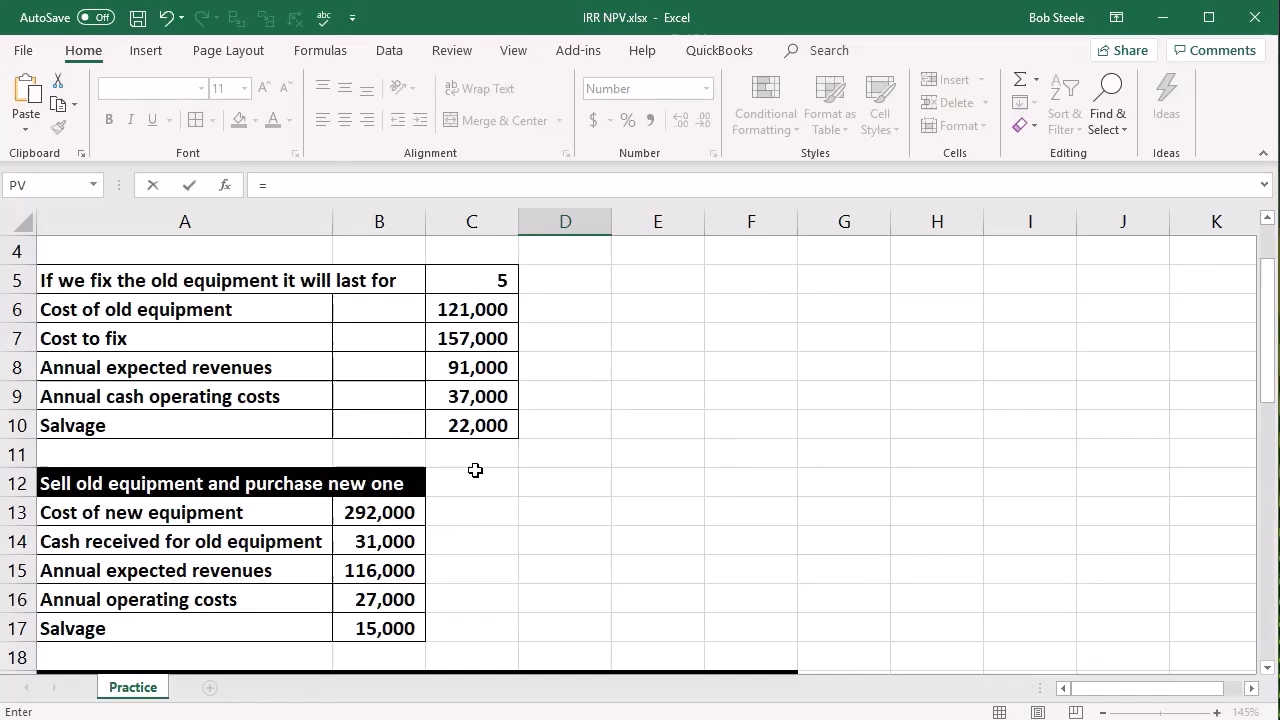 AutoSave Off abc IRR NPV.xlsx - Excel Bob Steele
File Home Insert Page Layout Formulas Data Review View Add-ins Help QuickBooks Search Share Comments
Paste 11 A A ab Wrap Text Number Conditional Formatting Format as Table Cell Styles Insert Σ Sort & Filter Find & Select Ideas
B I U A Merge & Center $ % Delete
Format
Clipboard Font Alignment Number Styles Cells Editing Ideas
PV fx =
A B C D E F G H I J K
4
5 If we fix the old equipment it will last for 5
6 Cost of old equipment 121,000
7 Cost to fix 157,000
8 Annual expected revenues 91,000
9 Annual cash operating costs 37,000
10 Salvage 22,000
11
12 Sell old equipment and purchase new one
13 Cost of new equipment 292,000
14 Cash received for old equipment 31,000
15 Annual expected revenues 116,000
16 Annual operating costs 27,000
17 Salvage 15,000
18
Practice
Enter 145%